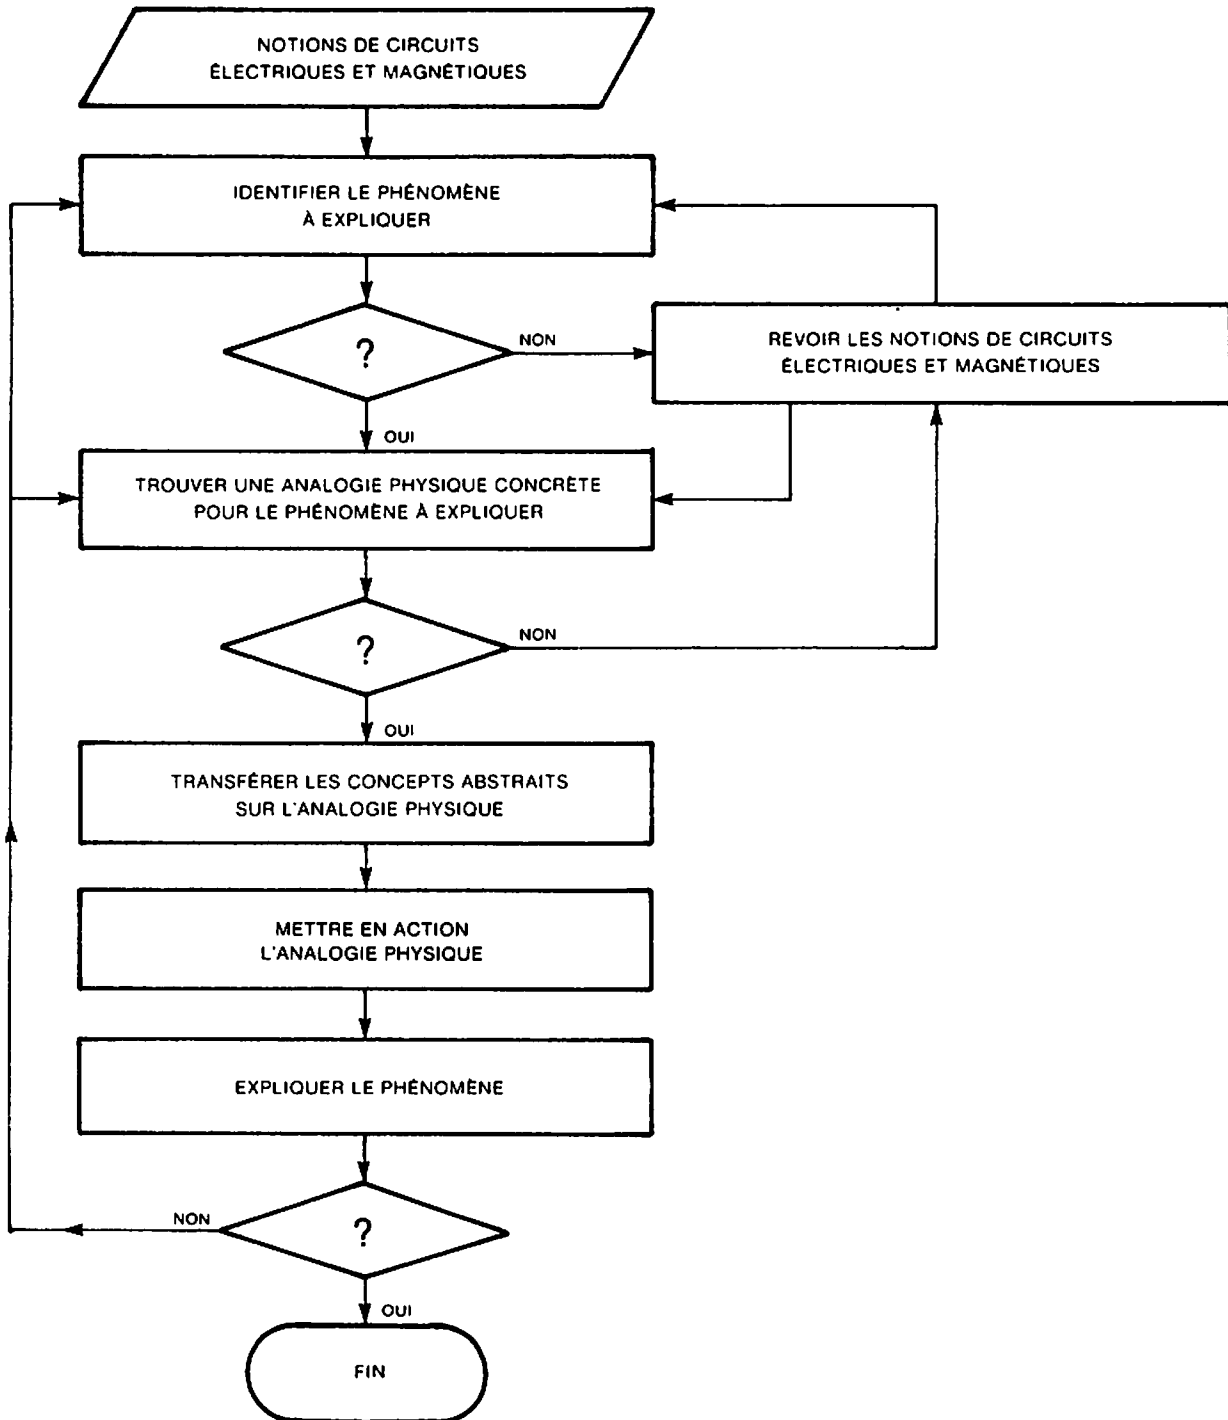 NOTIONS DE CIRCUITS
ÉLECTRIQUES ET MAGNÉTIQUES
IDENTIFIER LE PHÉNOMÈNE
À EXPLIQUER
?
NON
REVOIR LES NOTIONS DE CIRCUITS
ÉLECTRIQUES ET MAGNÉTIQUES
OUI
TROUVER UNE ANALOGIE PHYSIQUE CONCRÈTE
POUR LE PHÉNOMÈNE À EXPLIQUER
?
NON
OUI
TRANSFÉRER LES CONCEPTS ABSTRAITS
SUR L'ANALOGIE PHYSIQUE
METTRE EN ACTION
L'ANALOGIE PHYSIQUE
EXPLIQUER LE PHÉNOMÈNE
NON
?
OUI
FIN